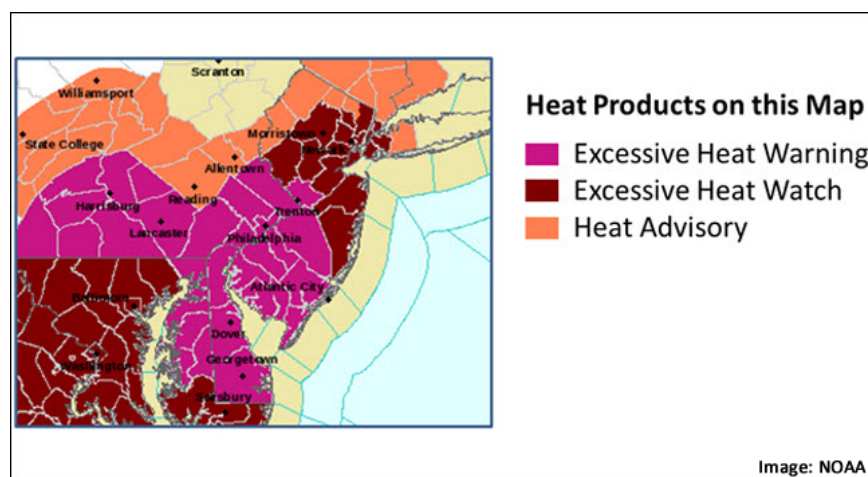 Scranton
Williamsport
Morristown
Newark
State College
Allentown
Reading
Harrisburg
Trenton
Lancaster
Philadelphia
Atlantic City
Baltimore
Dover
Georgetown
Washington
Salisbury
Heat Products on this Map
Excessive Heat Warning
Excessive Heat Watch
Heat Advisory
Image: NOAA